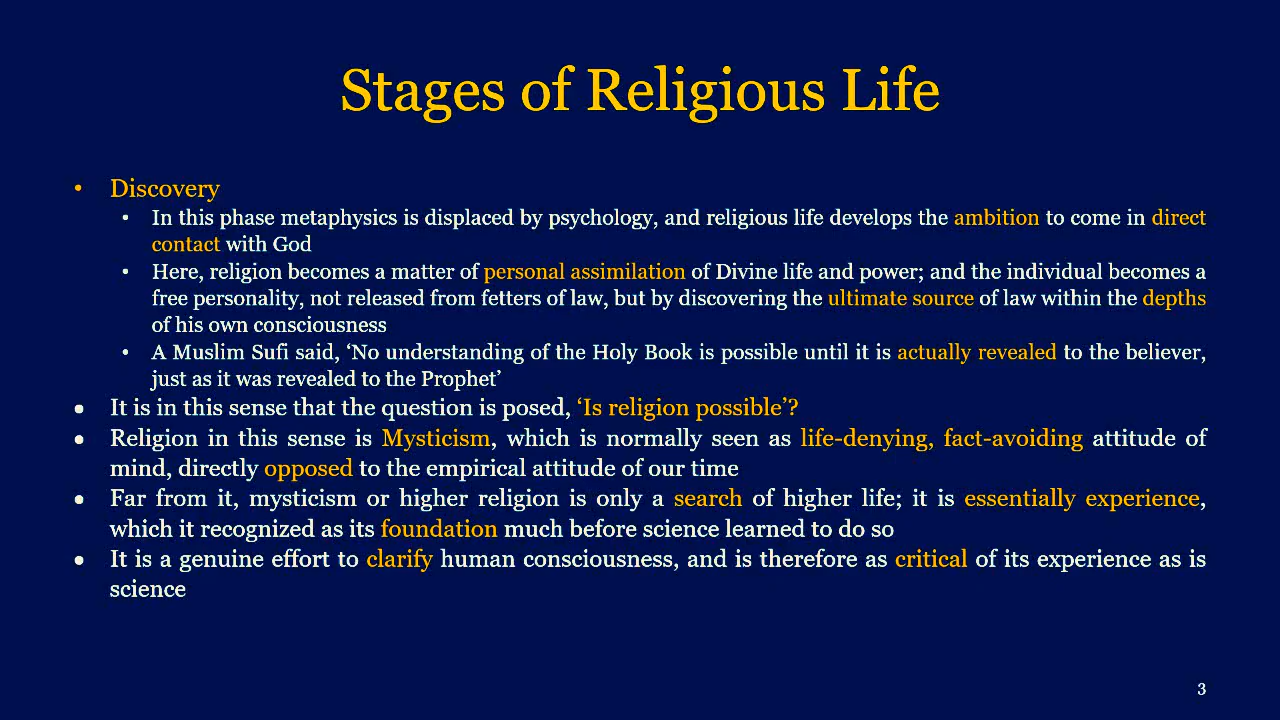 Stages of Religious Life
• Discovery
• In this phase metaphysics is displaced by psychology, and religious life develops the ambition to come in direct
contact with God
• Here, religion becomes a matter of personal assimilation of Divine life and power; and the individual becomes a
free personality, not released from fetters of law, but by discovering the ultimate source of law within the depths
of his own consciousness
• A Muslim Sufi said, ‘No understanding of the Holy Book is possible until it is actually revealed to the believer,
just as it was revealed to the Prophet’
• It is in this sense that the question is posed, ‘Is religion possible’?
• Religion in this sense is Mysticism, which is normally seen as life-denying, fact-avoiding attitude of
mind, directly opposed to the empirical attitude of our time
• Far from it, mysticism or higher religion is only a search of higher life; it is essentially experience,
which it recognized as its foundation much before science learned to do so
• It is a genuine effort to clarify human consciousness, and is therefore as critical of its experience as is
science
3